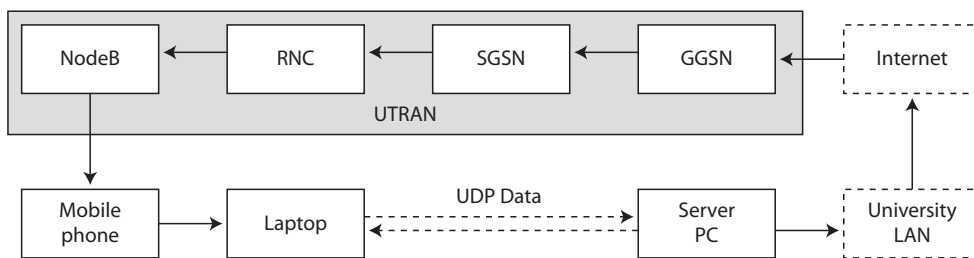 NodeB
RNC
SGSN
GGSN
Internet
UTRAN
Mobile
phone
Laptop
UDP Data
Server
PC
University
LAN